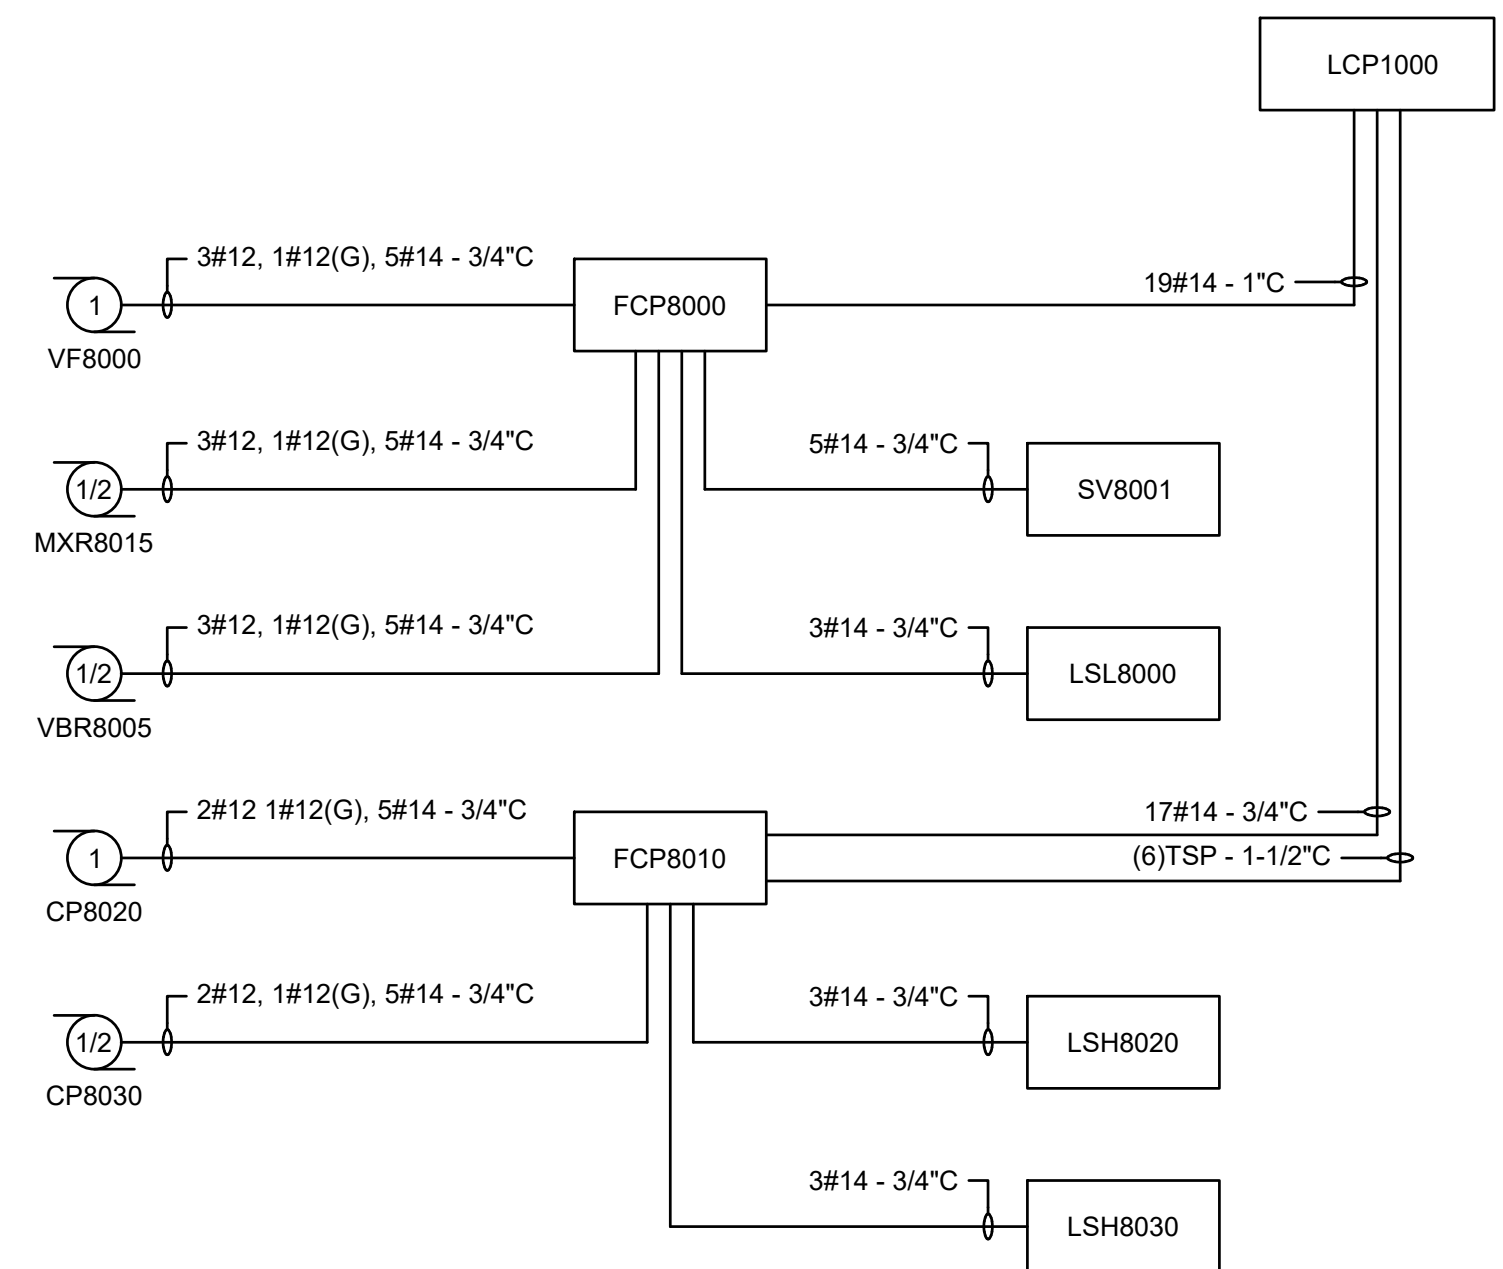 LCP1000
3#12, 1#12(G), 5#14 - 3/4"C
1
VF8000
FCP8000
19#14 - 1"C
3#12, 1#12(G), 5#14 - 3/4"C
1/2
MXR8015
5#14 - 3/4"C
SV8001
3#12, 1#12(G), 5#14 - 3/4"C
1/2
VBR8005
3#14 - 3/4"C
LSL8000
2#12 1#12(G), 5#14 - 3/4"C
1
CP8020
FCP8010
17#14 - 3/4"C
(6)TSP - 1-1/2"C
2#12, 1#12(G), 5#14 - 3/4"C
1/2
CP8030
3#14 - 3/4"C
LSH8020
3#14 - 3/4"C
LSH8030